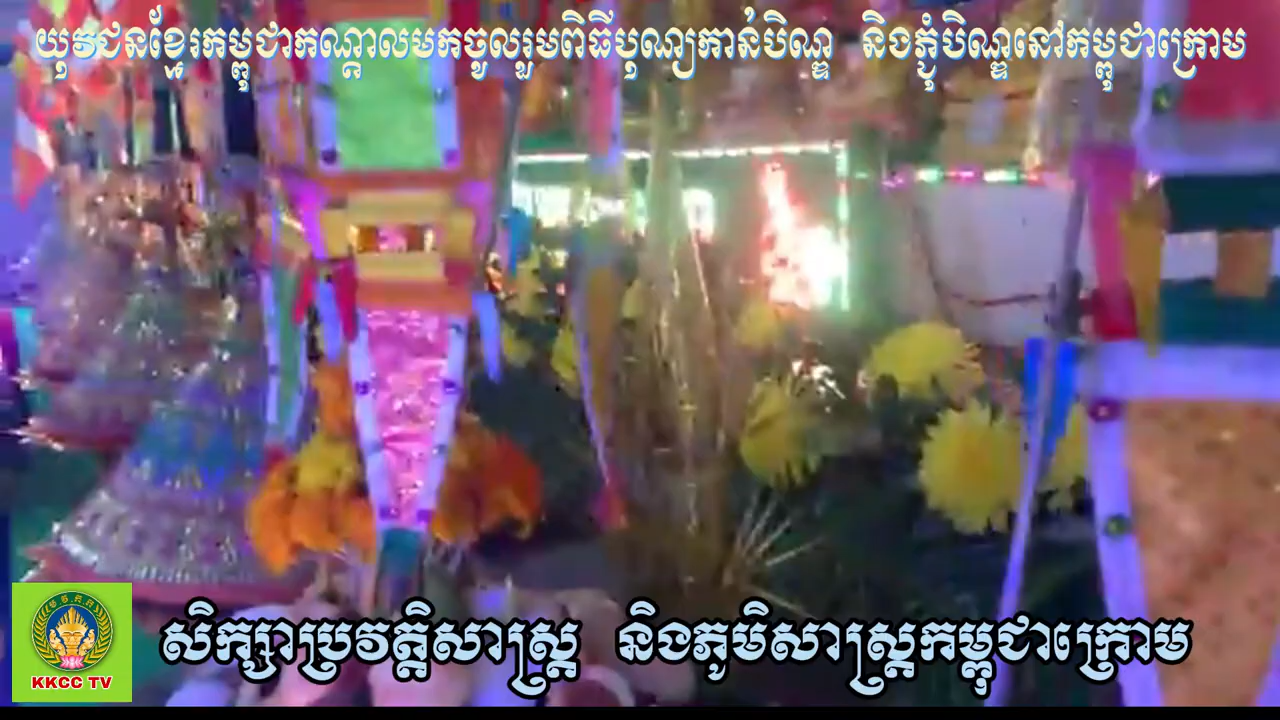 យុវជនខ្មែរកម្ពុជាកណ្ដាលមកចូលរួមពិធីបុណ្យកាន់បិណ្ឌ និងភ្ជុំបិណ្ឌនៅកម្ពុជាក្រោម
សិក្សាប្រវត្តិសាស្ត្រ និងភូមិសាស្ត្រកម្ពុជាក្រោម
KKCC TV